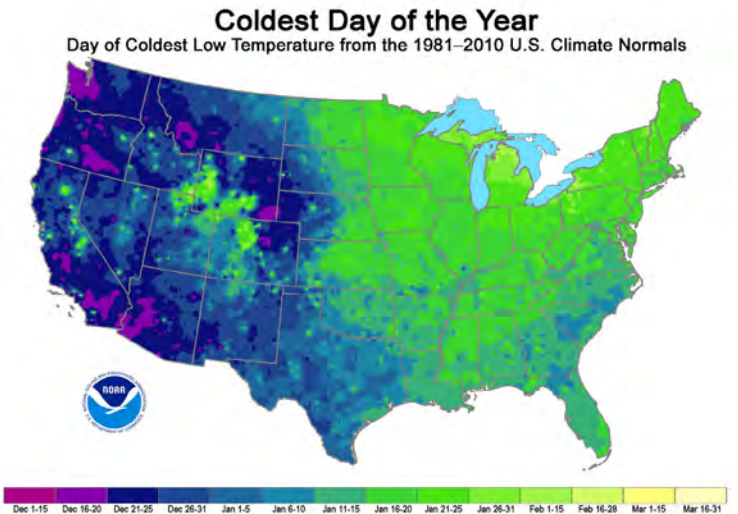 Coldest Day of the Year
Day of Coldest Low Temperature from the 1981–2010 U.S. Climate Normals
NOAA
Dec 1-15 Dec 16-20 Dec 21-25 Dec 26-31 Jan 1-5 Jan 6-10 Jan 11-15 Jan 16-20 Jan 21-25 Jan 26-31 Feb 1-15 Feb 16-28 Mar 1-15 Mar 16-31